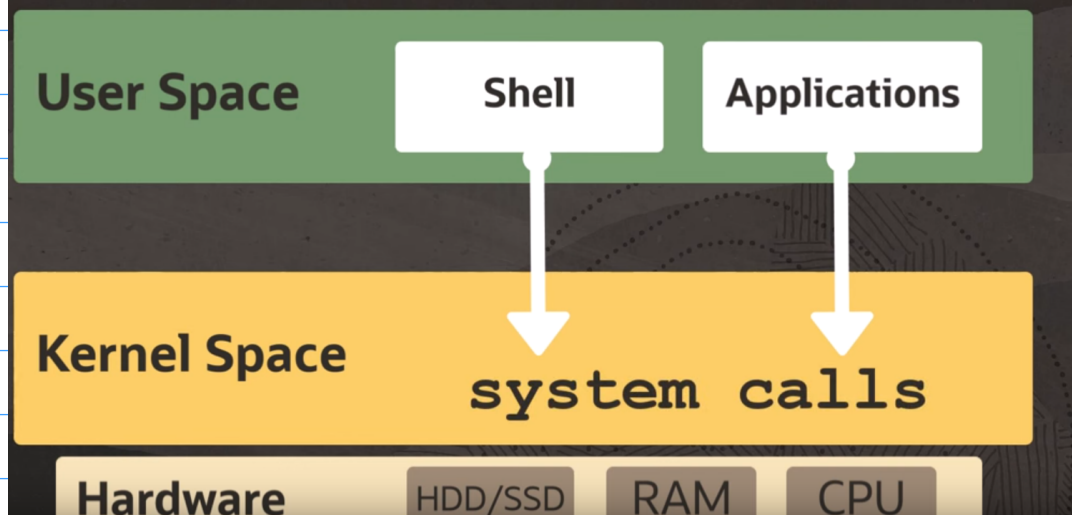 User Space
Shell
Applications
Kernel Space
system calls
Hardware
HDD/SSD
RAM
CPU